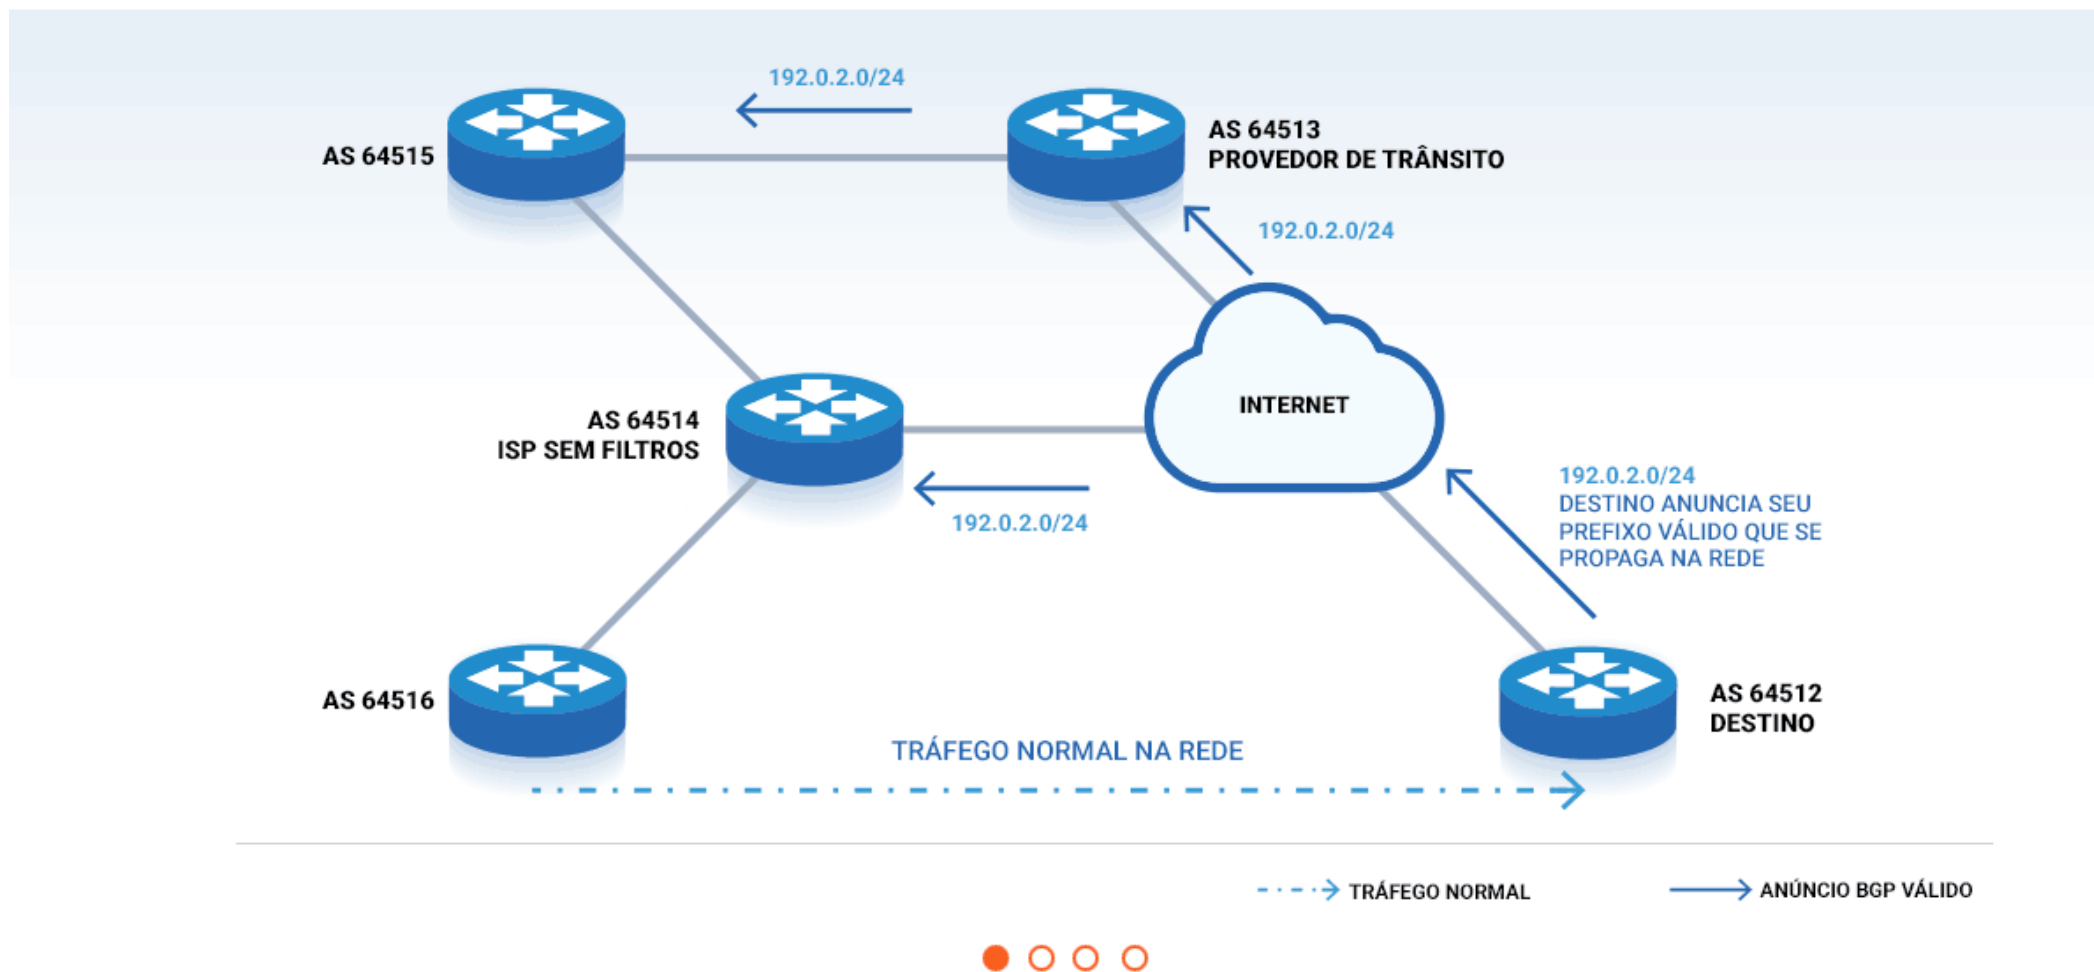 192.0.2.0/24
AS 64513
PROVEDOR DE TRÂNSITO
AS 64515
192.0.2.0/24
INTERNET
AS 64514
ISP SEM FILTROS
192.0.2.0/24
192.0.2.0/24
DESTINO ANUNCIA SEU
PREFIXO VÁLIDO QUE SE
PROPAGA NA REDE
AS 64516
AS 64512
DESTINO
TRÁFEGO NORMAL NA REDE
TRÁFEGO NORMAL
ANÚNCIO BGP VÁLIDO